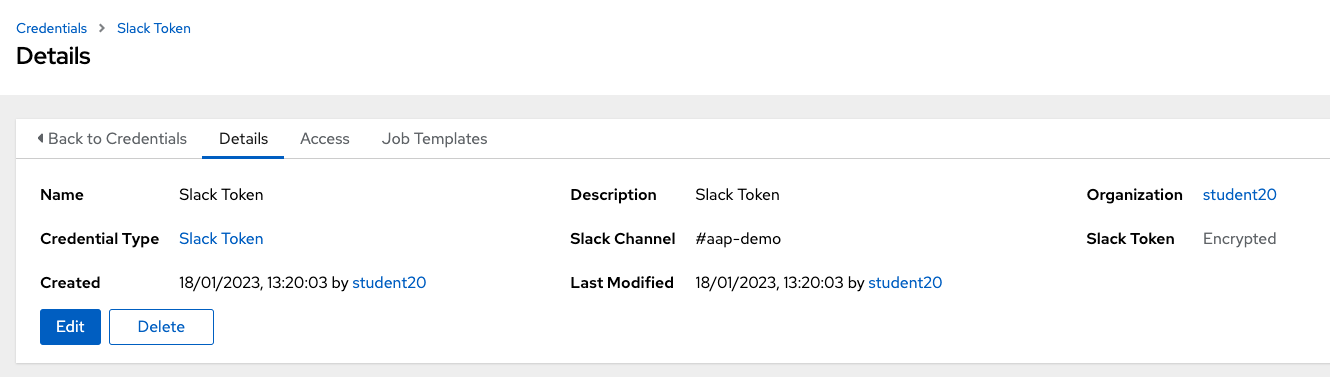 Credentials > Slack Token
Details
Back to Credentials Details Access Job Templates
Name Slack Token Description Slack Token Organization student20
Credential Type Slack Token Slack Channel #aap-demo Slack Token Encrypted
Created 18/01/2023, 13:20:03 by student20 Last Modified 18/01/2023, 13:20:03 by student20
Edit Delete